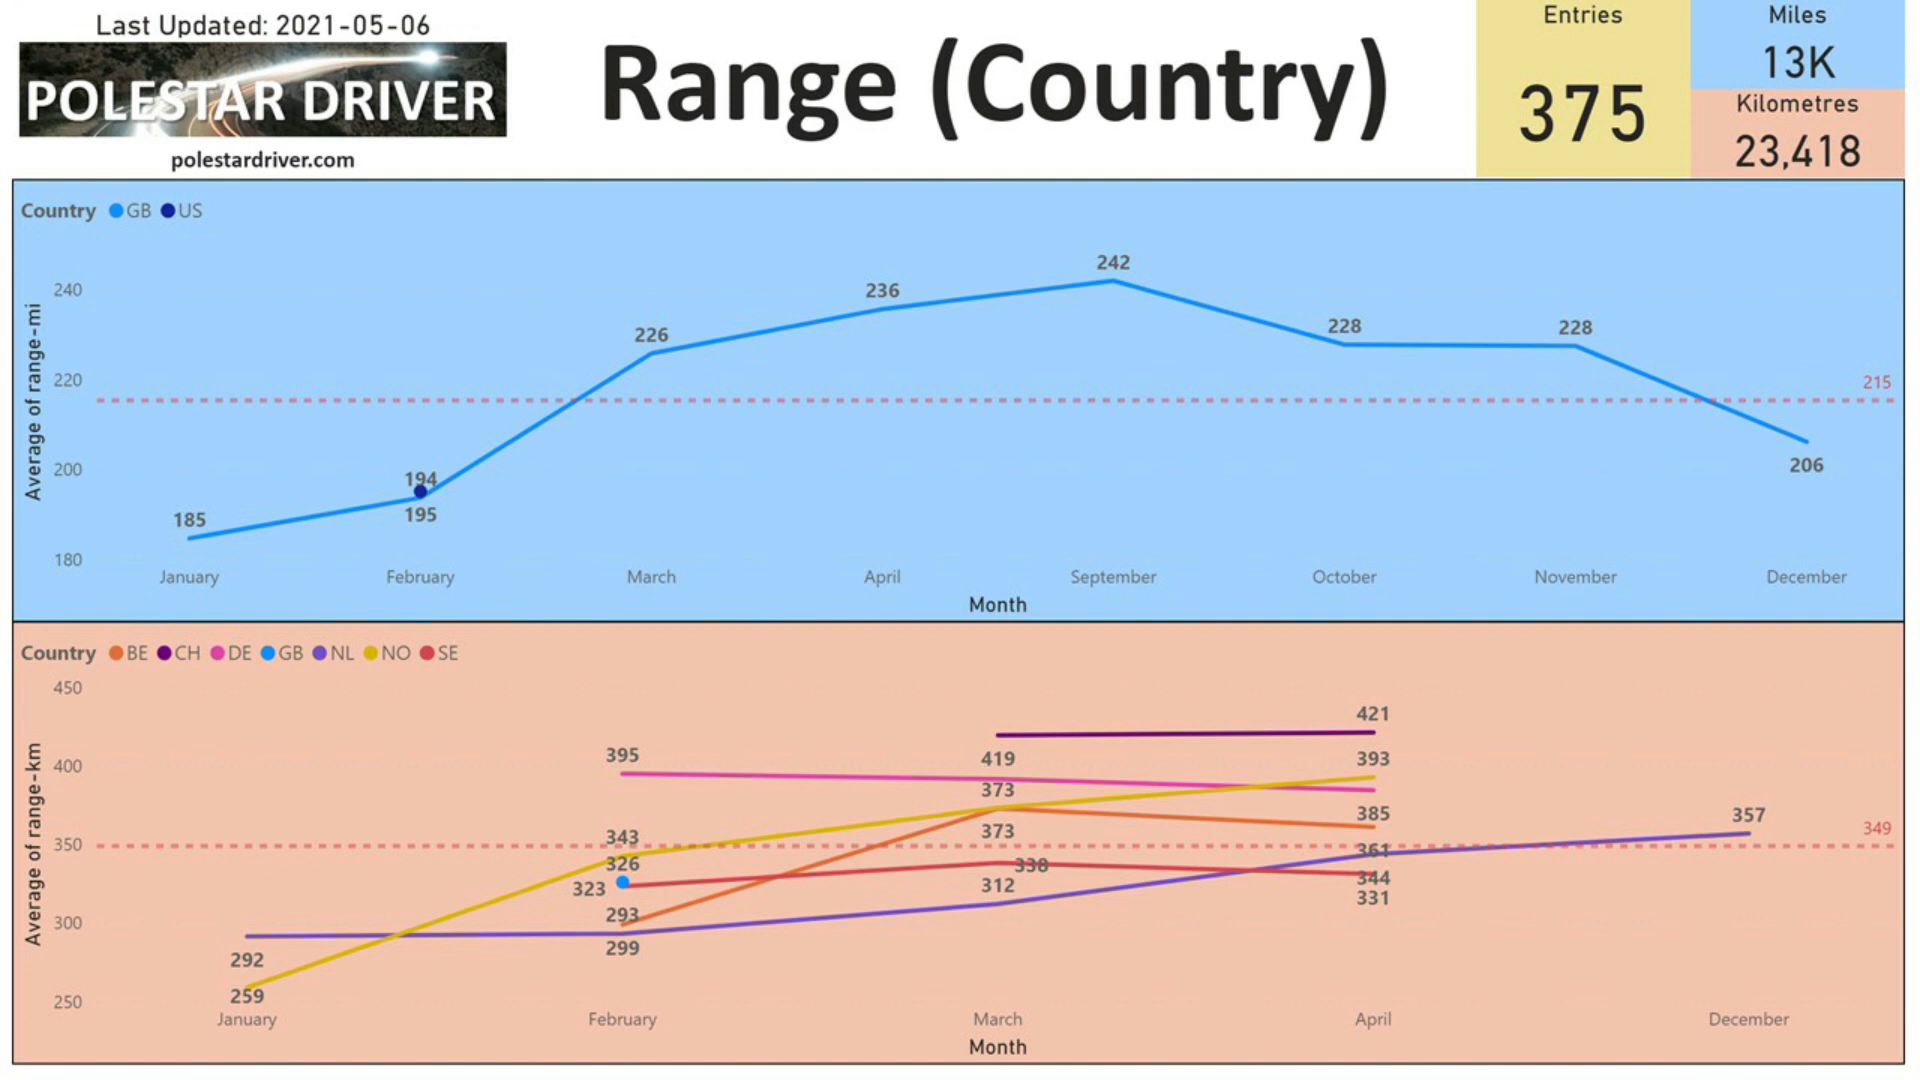 Last Updated: 2021-05-06
POLESTAR DRIVER
polestardriver.com
Range (Country)
Entries
375
Miles
13K
Kilometres
23,418
Country GB US
Average of range-mi
240
220
200
180
185
194
195
226
236
242
228
228
206
215
January February March April September October November December
Month
Country BE CH DE GB NL NO SE
Average of range-km
450
400
350
300
250
292
259
395
343
326
323
293
299
419
373
373
338
312
421
393
385
361
344
331
357
349
January February March April December
Month